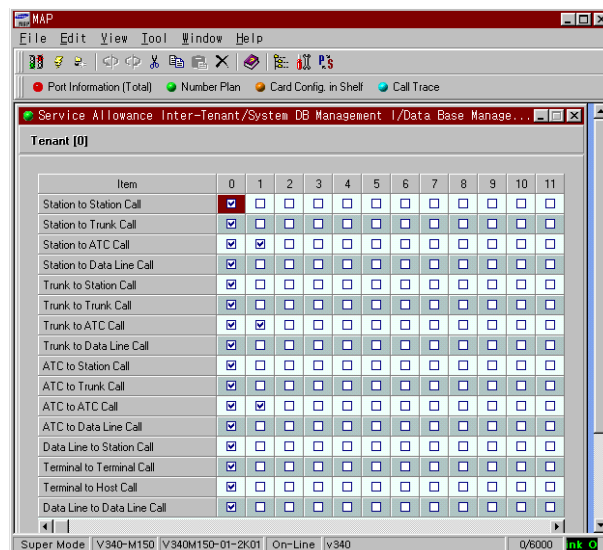 MAP
File Edit View Tool Window Help
Port Information (Total) Number Plan Card Config. in Shelf Call Trace
Service Allowance Inter-Tenant/System DB Management I/Data Base Manage...
Tenant [0]
Item 0 1 2 3 4 5 6 7 8 9 10 11
Station to Station Call
Station to Trunk Call
Station to ATC Call
Station to Data Line Call
Trunk to Station Call
Trunk to Trunk Call
Trunk to ATC Call
Trunk to Data Line Call
ATC to Station Call
ATC to Trunk Call
ATC to ATC Call
ATC to Data Line Call
Data Line to Station Call
Terminal to Terminal Call
Terminal to Host Call
Data Line to Data Line Call
Super Mode V340-M150 V340M150-01-2K01 On-Line v340 0/6000 ink O